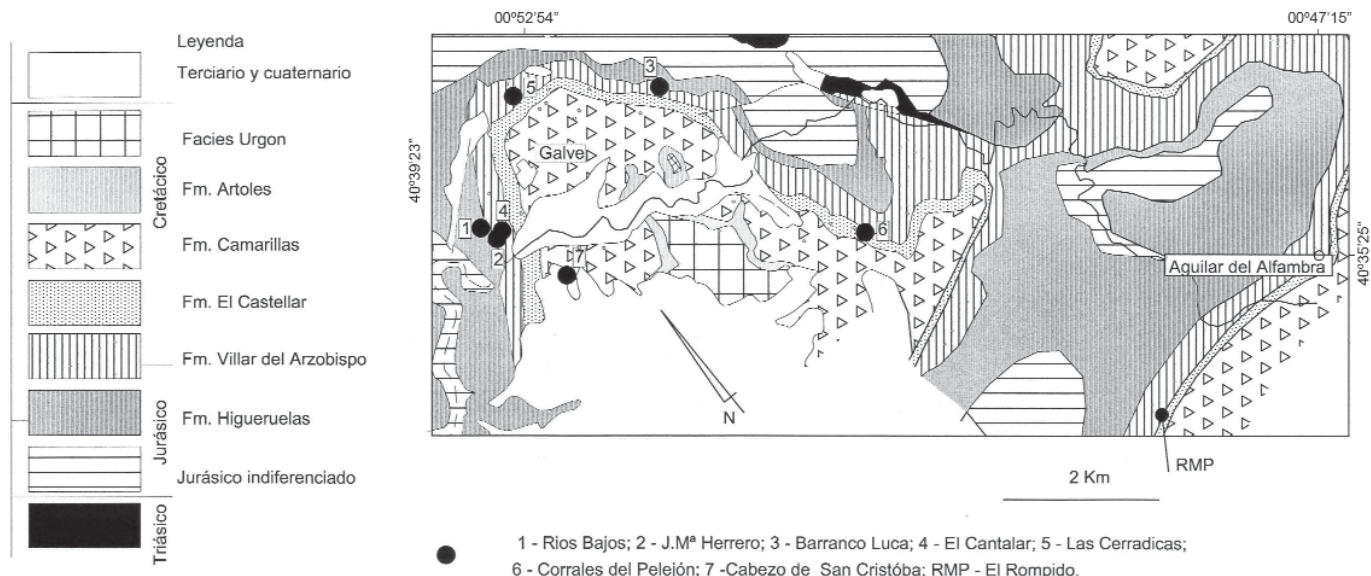 00º52'54"
00º47'15"
Leyenda
Terciario y cuaternario
Facies Urgon
Fm. Artoles
Fm. Camarillas
Fm. El Castellar
Fm. Villar del Arzobispo
Fm. Higueruelas
Jurásico indiferenciado
Cretácico
Jurásico
Triásico
40º39'23"
40º35'25"
3
5
Galve
4
1
2
6
7
Aguilar del Alfambra
N
RMP
2 Km
1 - Rios Bajos; 2 - J.Mª Herrero; 3 - Barranco Luca; 4 - El Cantalar; 5 - Las Cerradicas;
6 - Corrales del Pelejón; 7 -Cabezo de San Cristóba; RMP - El Rompido.